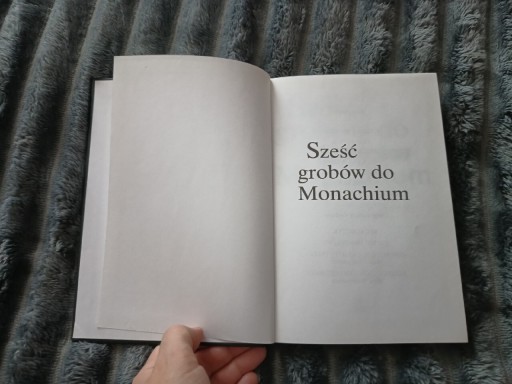 Sześć
grobów do
Monachium